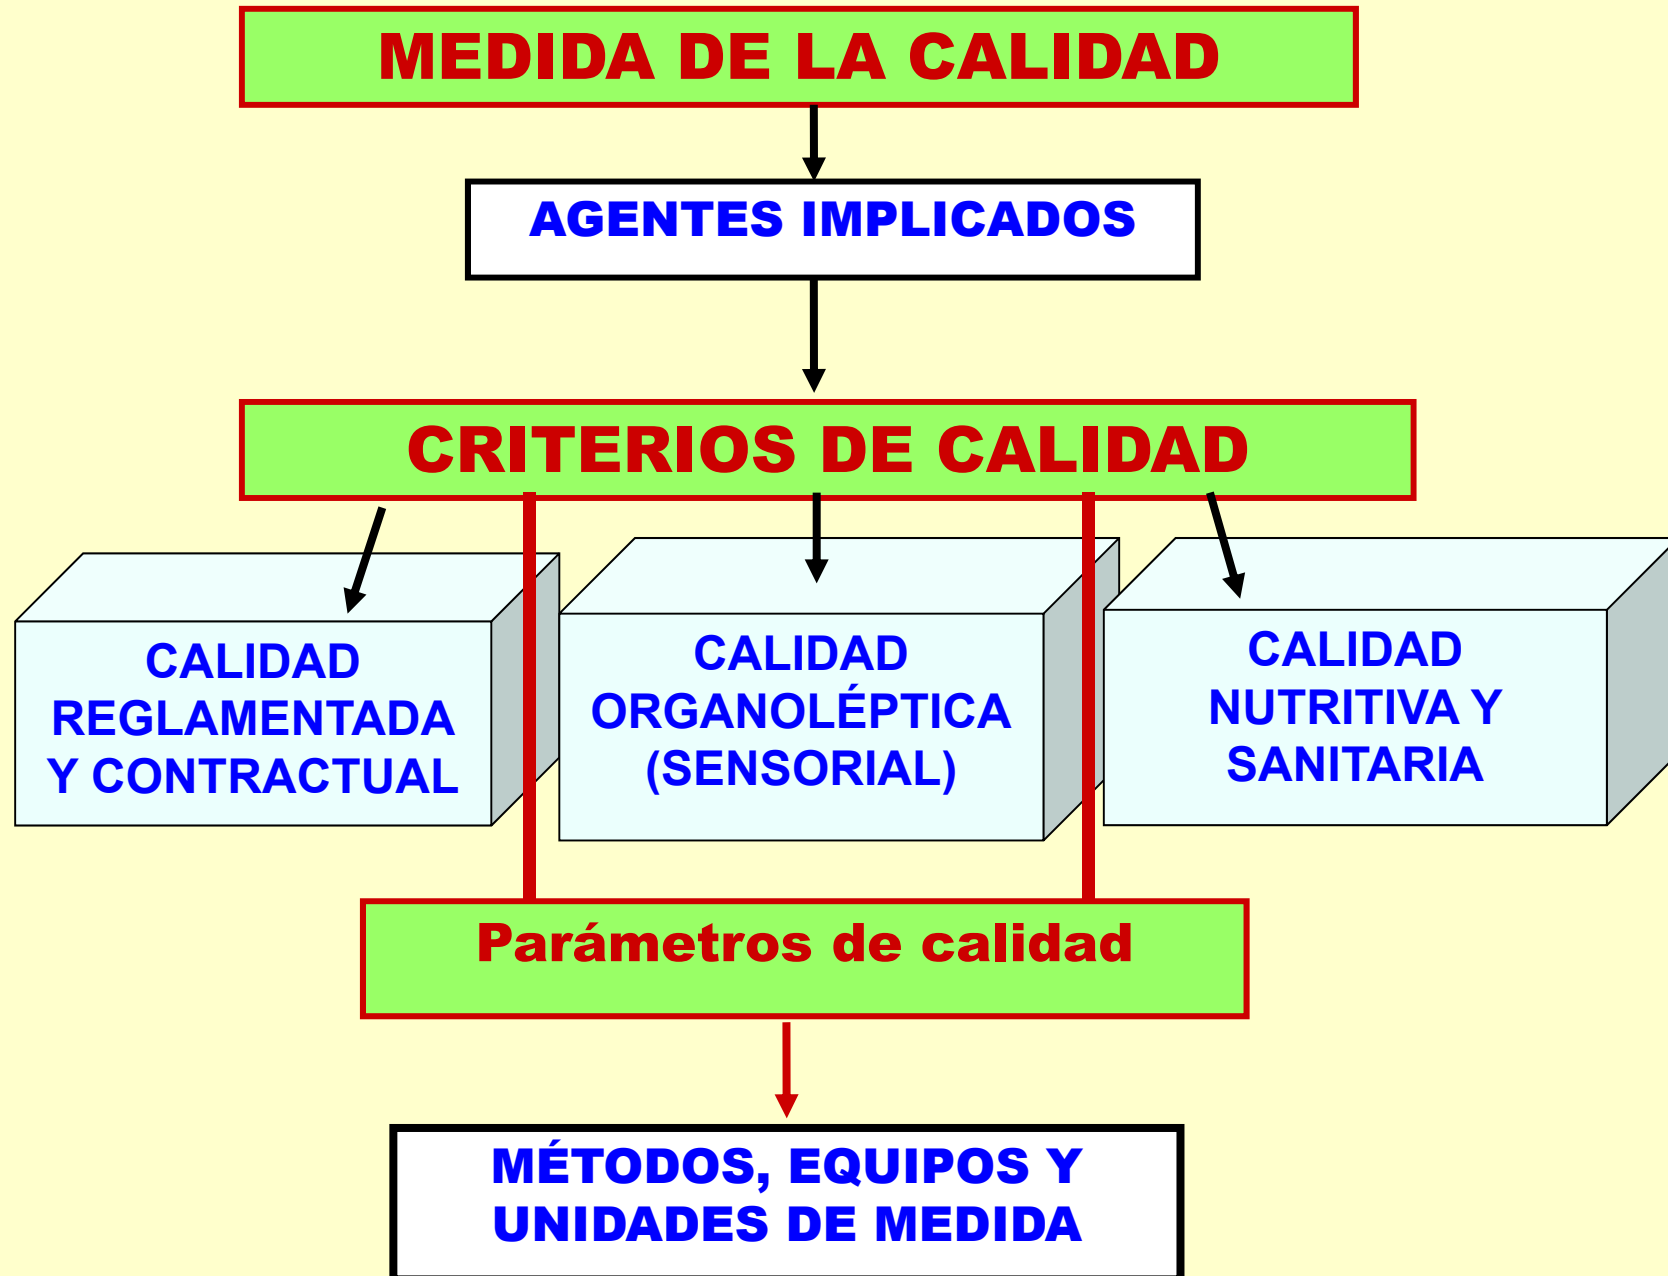 MEDIDA DE LA CALIDAD
AGENTES IMPLICADOS
CRITERIOS DE CALIDAD
CALIDAD
REGLAMENTADA
Y CONTRACTUAL
CALIDAD
ORGANOLÉPTICA
(SENSORIAL)
CALIDAD
NUTRITIVA Y
SANITARIA
Parámetros de calidad
MÉTODOS, EQUIPOS Y
UNIDADES DE MEDIDA